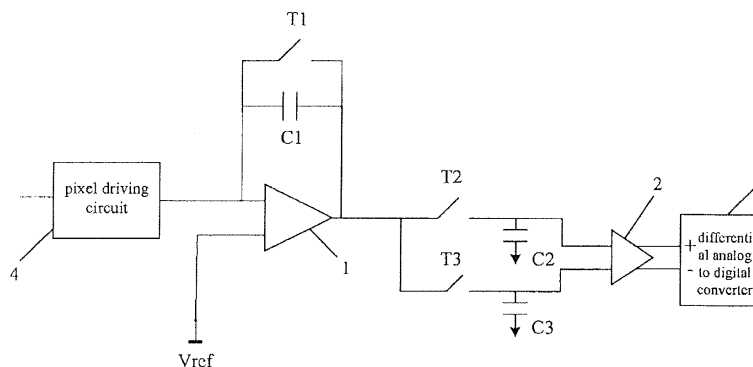 T1
C1
pixel driving
circuit
4
1
Vref
T2
T3
C2
C3
2
+
-
differenti
al analog
to digital
converter